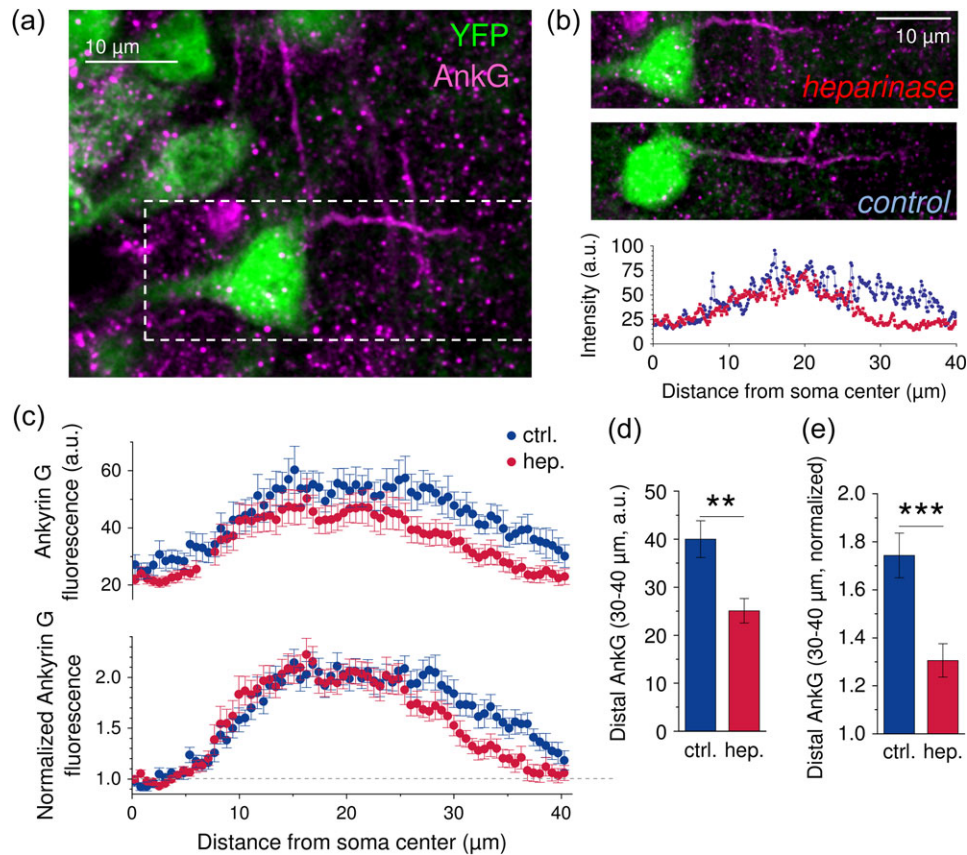 (a)
10 µm
YFP
AnkG
(b)
10 µm
heparinase
control
Intensity (a.u.)
100
75
50
25
0
0 10 20 30 40
Distance from soma center (µm)
(c)
Ankyrin G
fluorescence (a.u.)
60
40
20
ctrl.
hep.
Normalized Ankyrin G
fluorescence
2.0
1.5
1.0
0 10 20 30 40
Distance from soma center (µm)
(d)
Distal AnkG (30-40 µm, a.u.)
50
40
30
20
10
0
**
ctrl. hep.
(e)
Distal AnkG (30-40 µm, normalized)
2.0
1.8
1.6
1.4
1.2
1.0
***
ctrl. hep.